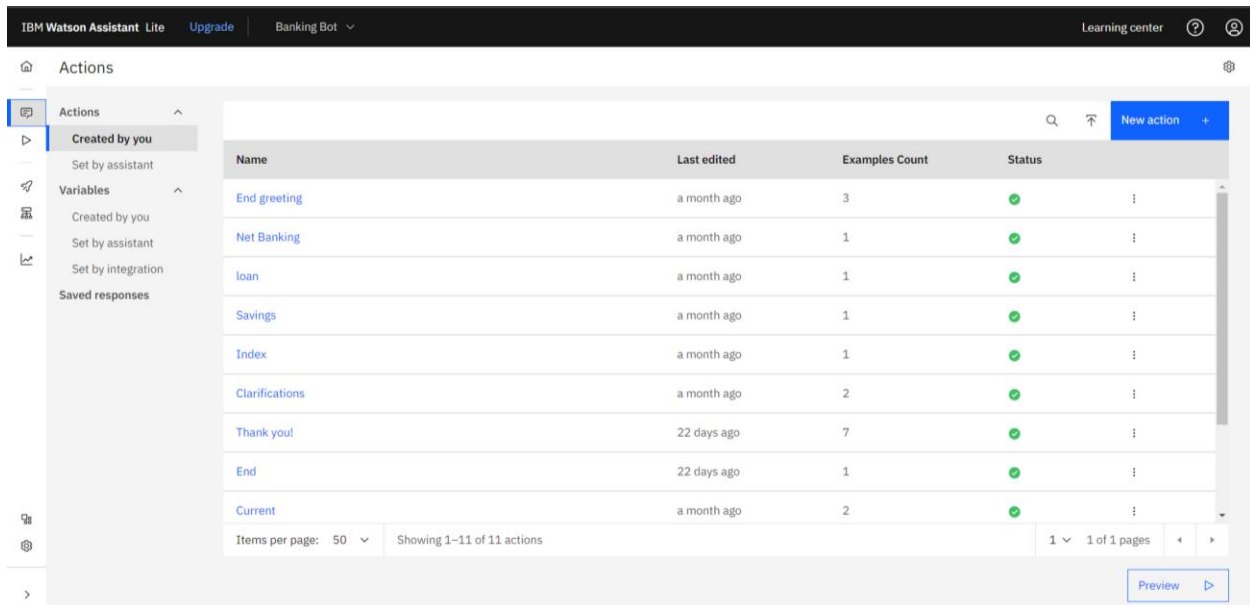 IBM Watson Assistant Lite Upgrade Banking Bot Learning center
Actions
Actions
Created by you
Set by assistant
Variables
Created by you
Set by assistant
Set by integration
Saved responses
New action +
Name Last edited Examples Count Status
End greeting a month ago 3
Net Banking a month ago 1
loan a month ago 1
Savings a month ago 1
Index a month ago 1
Clarifications a month ago 2
Thank you! 22 days ago 7
End 22 days ago 1
Current a month ago 2
Items per page: 50 Showing 1–11 of 11 actions 1 1 of 1 pages
Preview